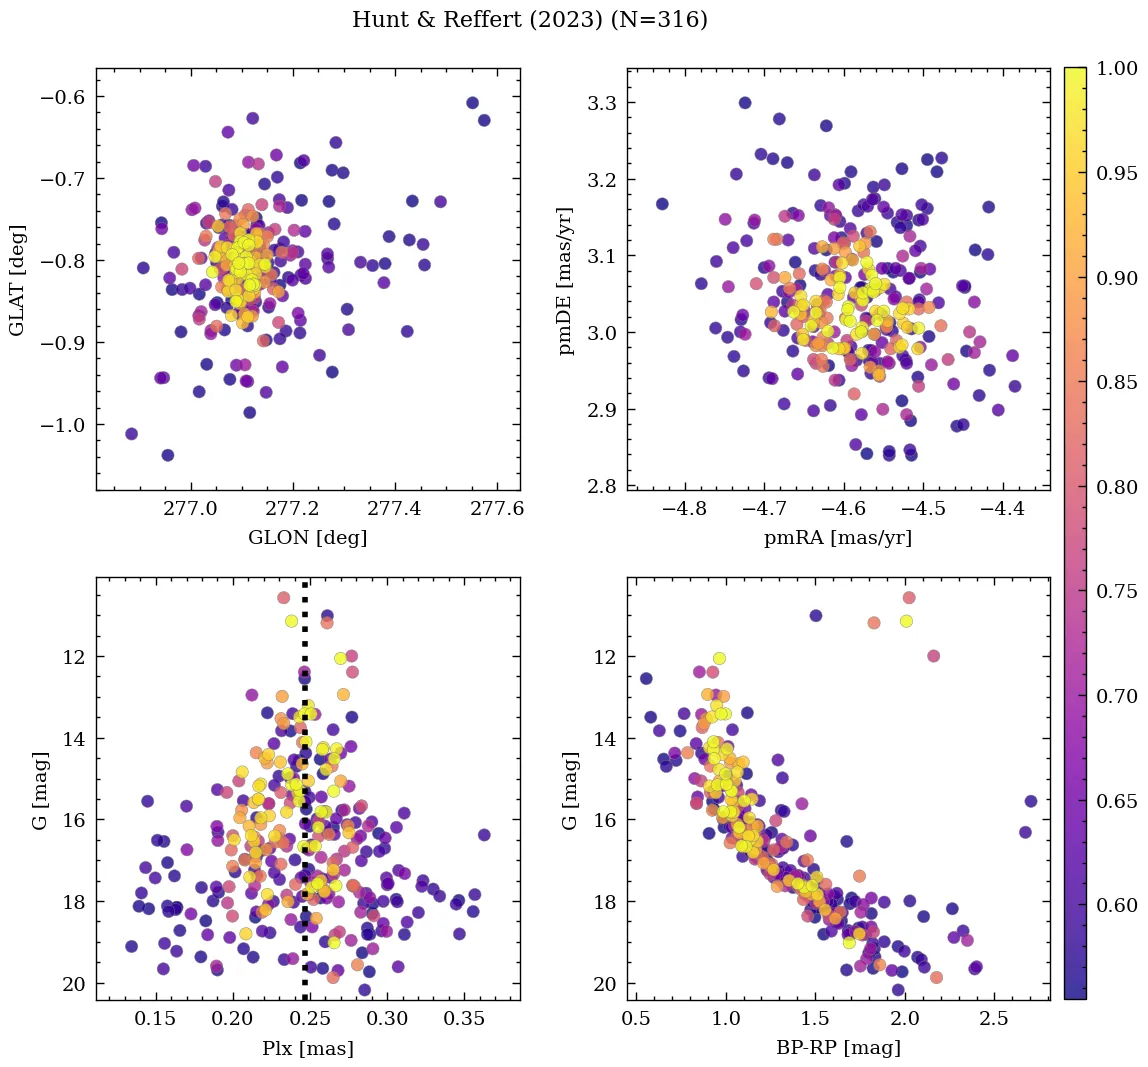 Hunt & Reffert (2023) (N=316)
−0.6
−0.7
−0.8
−0.9
−1.0
GLAT [deg]
277.0 277.2 277.4 277.6
GLON [deg]
3.3
3.2
3.1
3.0
2.9
2.8
pmDE [mas/yr]
−4.8 −4.7 −4.6 −4.5 −4.4
pmRA [mas/yr]
12
14
16
18
20
G [mag]
0.15 0.20 0.25 0.30 0.35
Plx [mas]
12
14
16
18
20
G [mag]
0.5 1.0 1.5 2.0 2.5
BP-RP [mag]
1.00
0.95
0.90
0.85
0.80
0.75
0.70
0.65
0.60